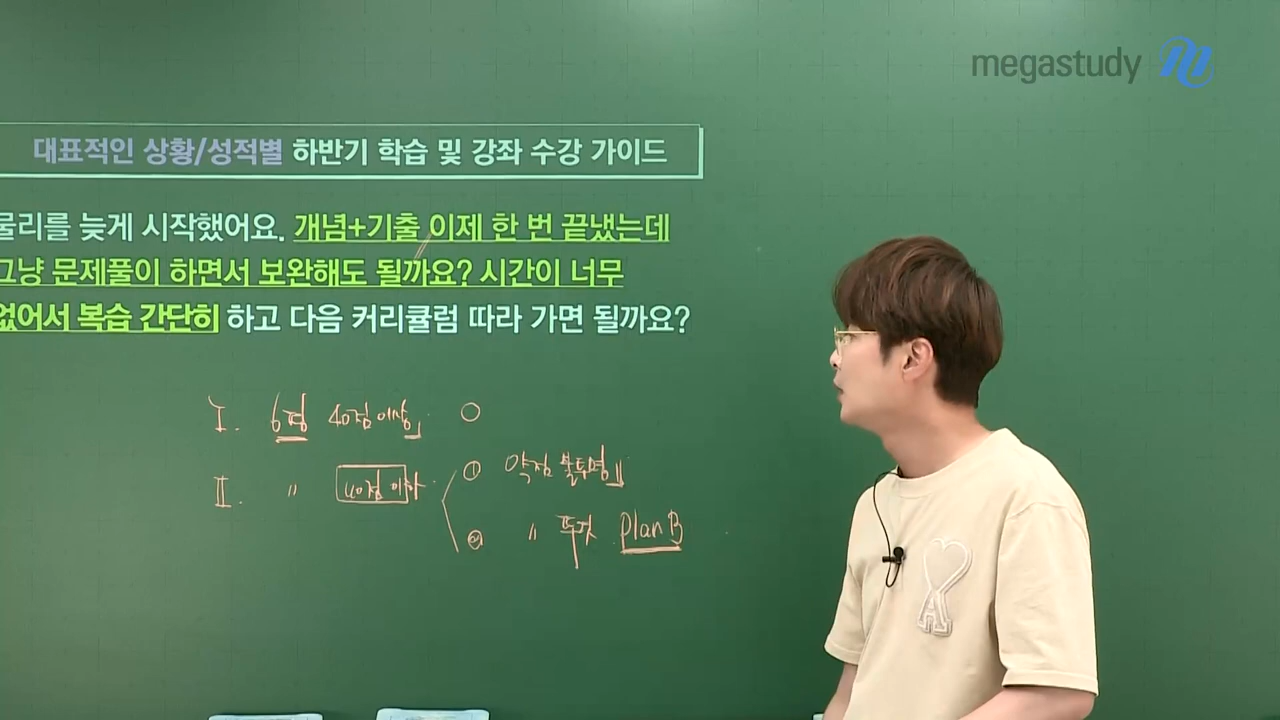 megastudy
대표적인 상황/성적별 하반기 학습 및 강좌 수강 가이드
물리를 늦게 시작했어요. 개념+기출 이제 한 번 끝냈는데
그냥 문제풀이 하면서 보완해도 될까요? 시간이 너무
없어서 복습 간단히 하고 다음 커리큘럼 따라 가면 될까요?
I. 6평 40점 이상. ○
II. 〃 40점 이하.
① 약점 불투명
② 〃 뚜렷 plan B
A